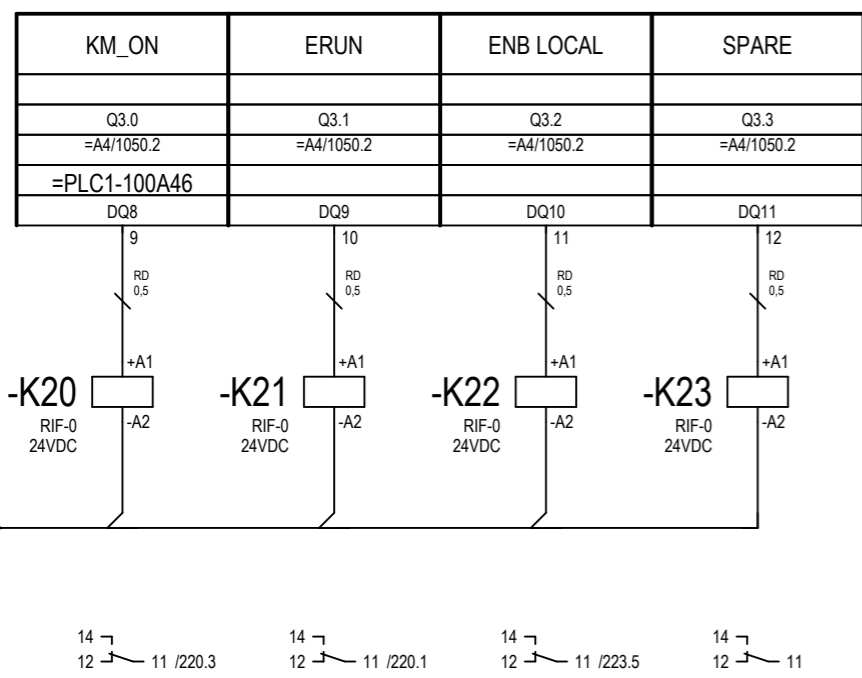 KM_ON ERUN ENB LOCAL SPARE
Q3.0 Q3.1 Q3.2 Q3.3
=A4/1050.2 =A4/1050.2 =A4/1050.2 =A4/1050.2
=PLC1-100A46
DQ8 DQ9 DQ10 DQ11
9 10 11 12
RD RD RD RD
0,5 0,5 0,5 0,5
+A1 +A1 +A1 +A1
-K20 -K21 -K22 -K23
RIF-0 -A2 RIF-0 -A2 RIF-0 -A2 RIF-0 -A2
24VDC 24VDC 24VDC 24VDC
14 14 14 14
12 11 /220.3 12 11 /220.1 12 11 /223.5 12 11